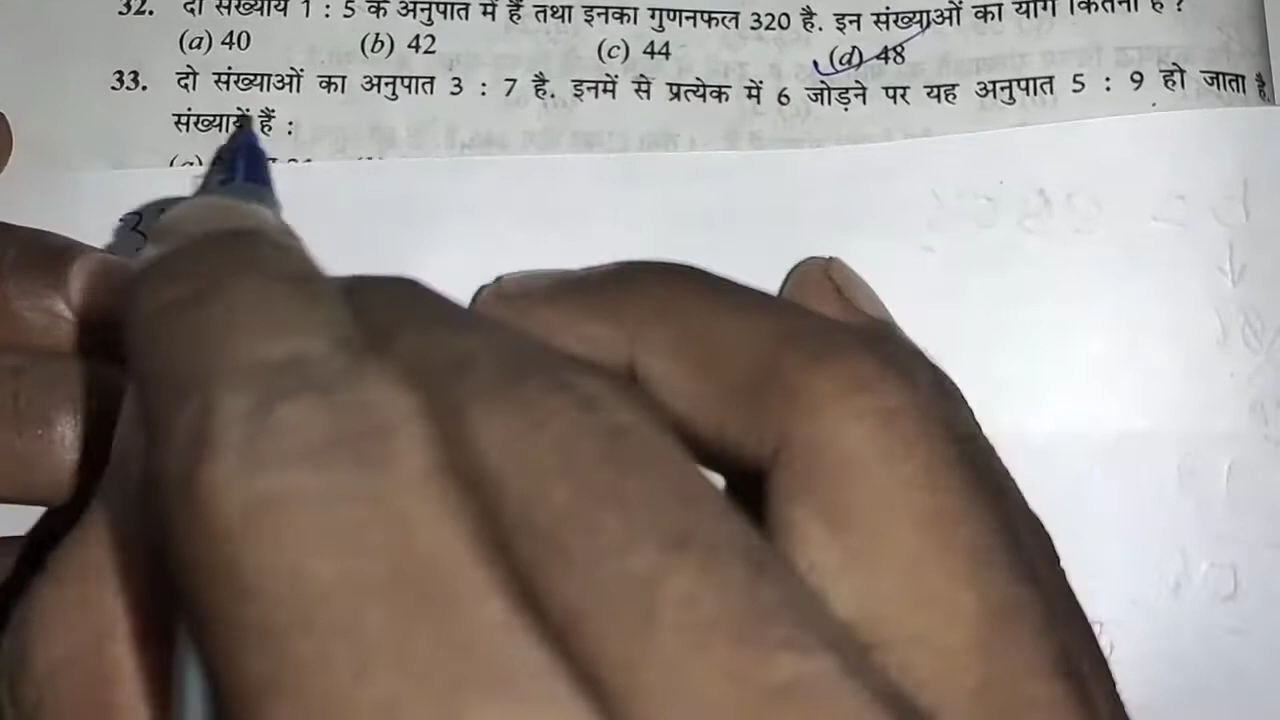 32. दो संख्यायें 1 : 5 के अनुपात में हैं तथा इनका गुणनफल 320 है. इन संख्याओं का योग कितना है ?
(a) 40 (b) 42 (c) 44 (d) 48
33. दो संख्याओं का अनुपात 3 : 7 है. इनमें से प्रत्येक में 6 जोड़ने पर यह अनुपात 5 : 9 हो जाता है.
संख्यायें हैं :
3